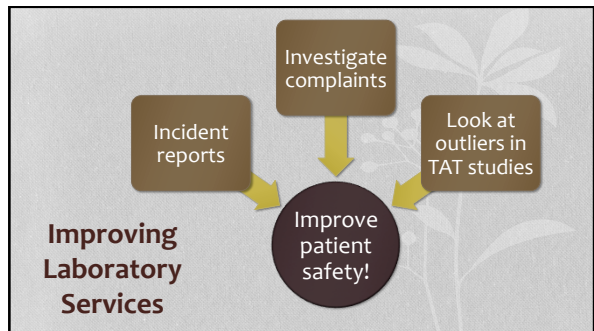 Investigate
complaints
Incident
reports
Look at
outliers in
TAT studies
Improve
patient
safety!
Improving
Laboratory
Services